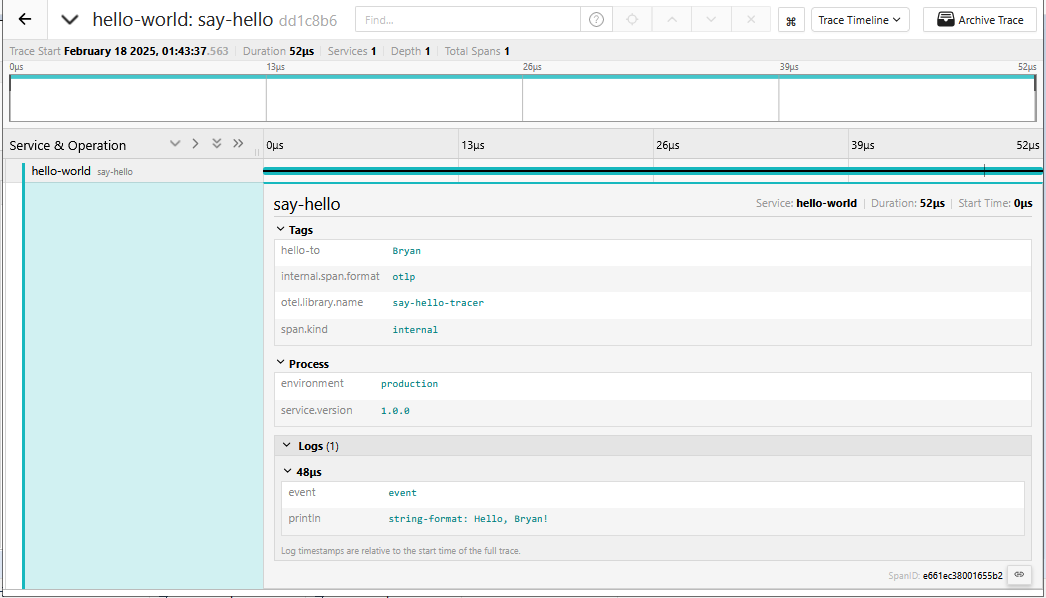 hello-world: say-hello dd1c8b6 Find... ? ⌘ Trace Timeline Archive Trace
Trace Start February 18 2025, 01:43:37.563 Duration 52μs Services 1 Depth 1 Total Spans 1
0μs 13μs 26μs 39μs 52μs
Service & Operation 0μs 13μs 26μs 39μs 52μs
hello-world say-hello
say-hello Service: hello-world Duration: 52μs Start Time: 0μs
Tags
hello-to Bryan
internal.span.format otlp
otel.library.name say-hello-tracer
span.kind internal
Process
environment production
service.version 1.0.0
Logs (1)
48μs
event event
println string-format: Hello, Bryan!
Log timestamps are relative to the start time of the full trace.
SpanID: e661ec38001655b2